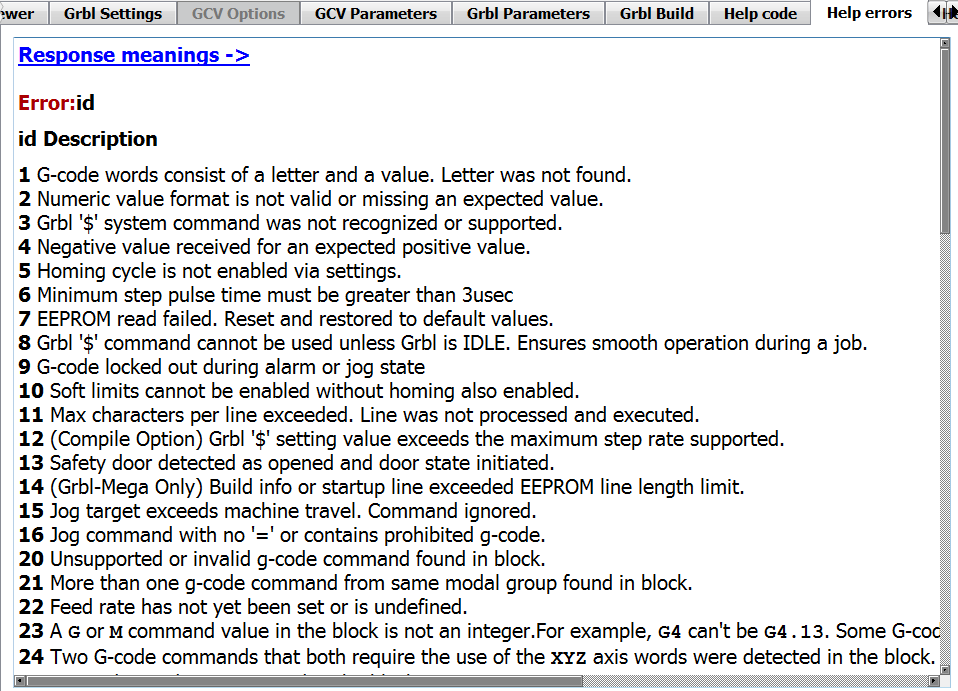 ewer Grbl Settings GCV Options GCV Parameters Grbl Parameters Grbl Build Help code Help errors
Response meanings ->
Error:id
id Description
1 G-code words consist of a letter and a value. Letter was not found.
2 Numeric value format is not valid or missing an expected value.
3 Grbl '$' system command was not recognized or supported.
4 Negative value received for an expected positive value.
5 Homing cycle is not enabled via settings.
6 Minimum step pulse time must be greater than 3usec
7 EEPROM read failed. Reset and restored to default values.
8 Grbl '$' command cannot be used unless Grbl is IDLE. Ensures smooth operation during a job.
9 G-code locked out during alarm or jog state
10 Soft limits cannot be enabled without homing also enabled.
11 Max characters per line exceeded. Line was not processed and executed.
12 (Compile Option) Grbl '$' setting value exceeds the maximum step rate supported.
13 Safety door detected as opened and door state initiated.
14 (Grbl-Mega Only) Build info or startup line exceeded EEPROM line length limit.
15 Jog target exceeds machine travel. Command ignored.
16 Jog command with no '=' or contains prohibited g-code.
20 Unsupported or invalid g-code command found in block.
21 More than one g-code command from same modal group found in block.
22 Feed rate has not yet been set or is undefined.
23 A G or M command value in the block is not an integer.For example, G4 can't be G4.13. Some G-cod
24 Two G-code commands that both require the use of the XYZ axis words were detected in the block.